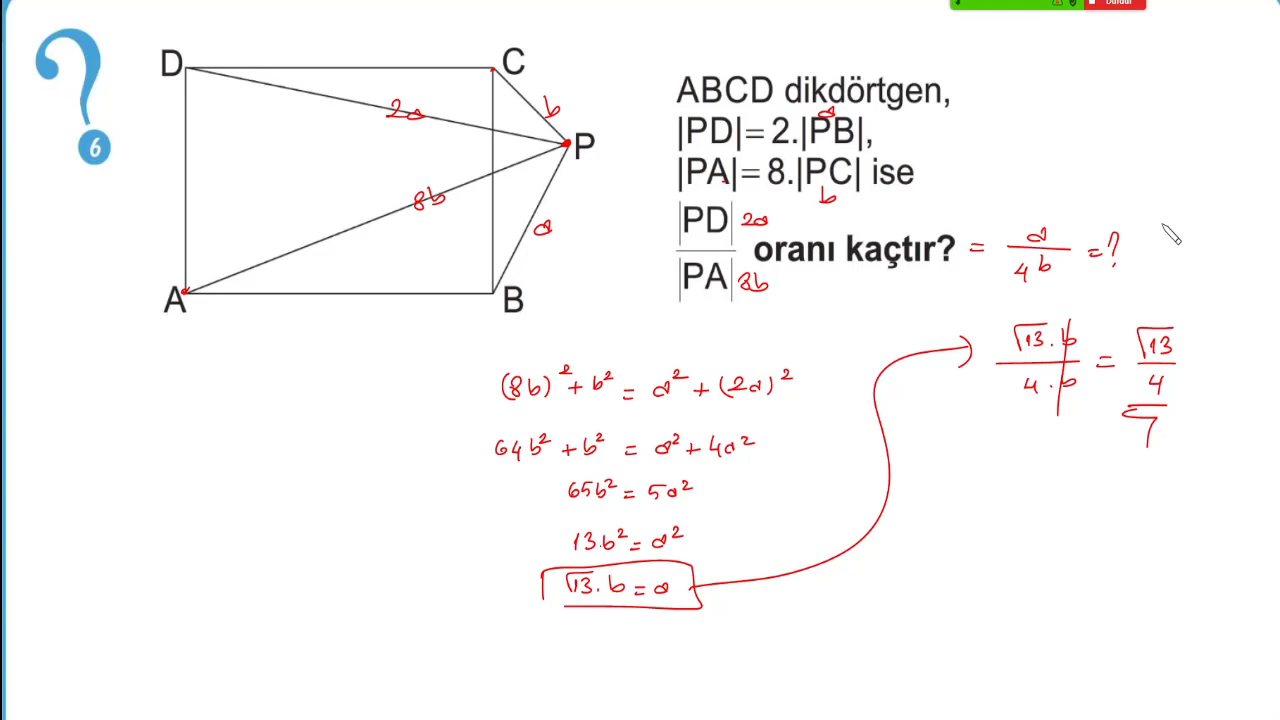 Durdur
?
6
D
C
P
A
B
2a
b
8b
a
ABCD dikdörtgen,
a
|PD|= 2.|PB|,
|PA|= 8.|PC| ise
b
|PD| 2a
|PA| 8b
oranı kaçtır? = a / 4b = ?
√13 . b / 4 . b = √13 / 4
(8b)² + b² = a² + (2a)²
64b² + b² = a² + 4a²
65b² = 5a²
13.b² = a²
√13 . b = a